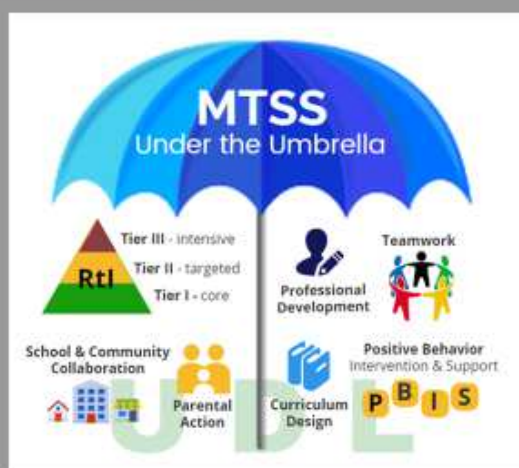 MTSS
Under the Umbrella
Tier III - intensive
Tier II - targeted
Tier I - core
RtI
Professional
Development
Teamwork
School & Community
Collaboration
Parental
Action
Curriculum
Design
Positive Behavior
Intervention & Support
PBIS
UDL